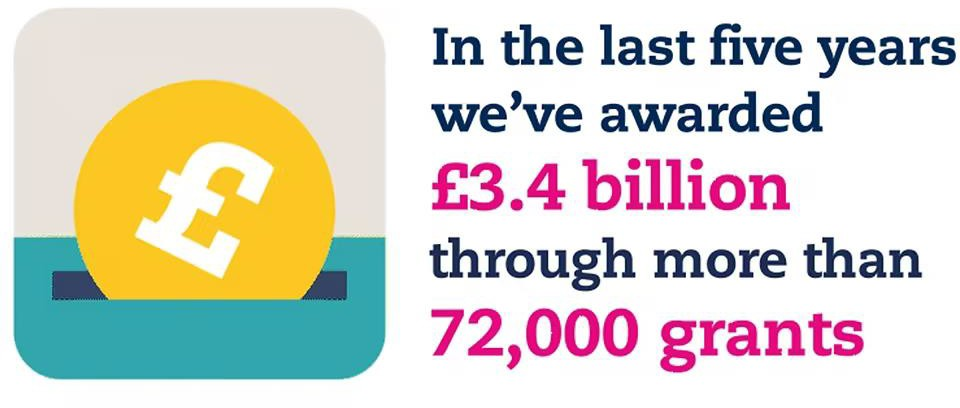 £
In the last five years
we’ve awarded
£3.4 billion
through more than
72,000 grants